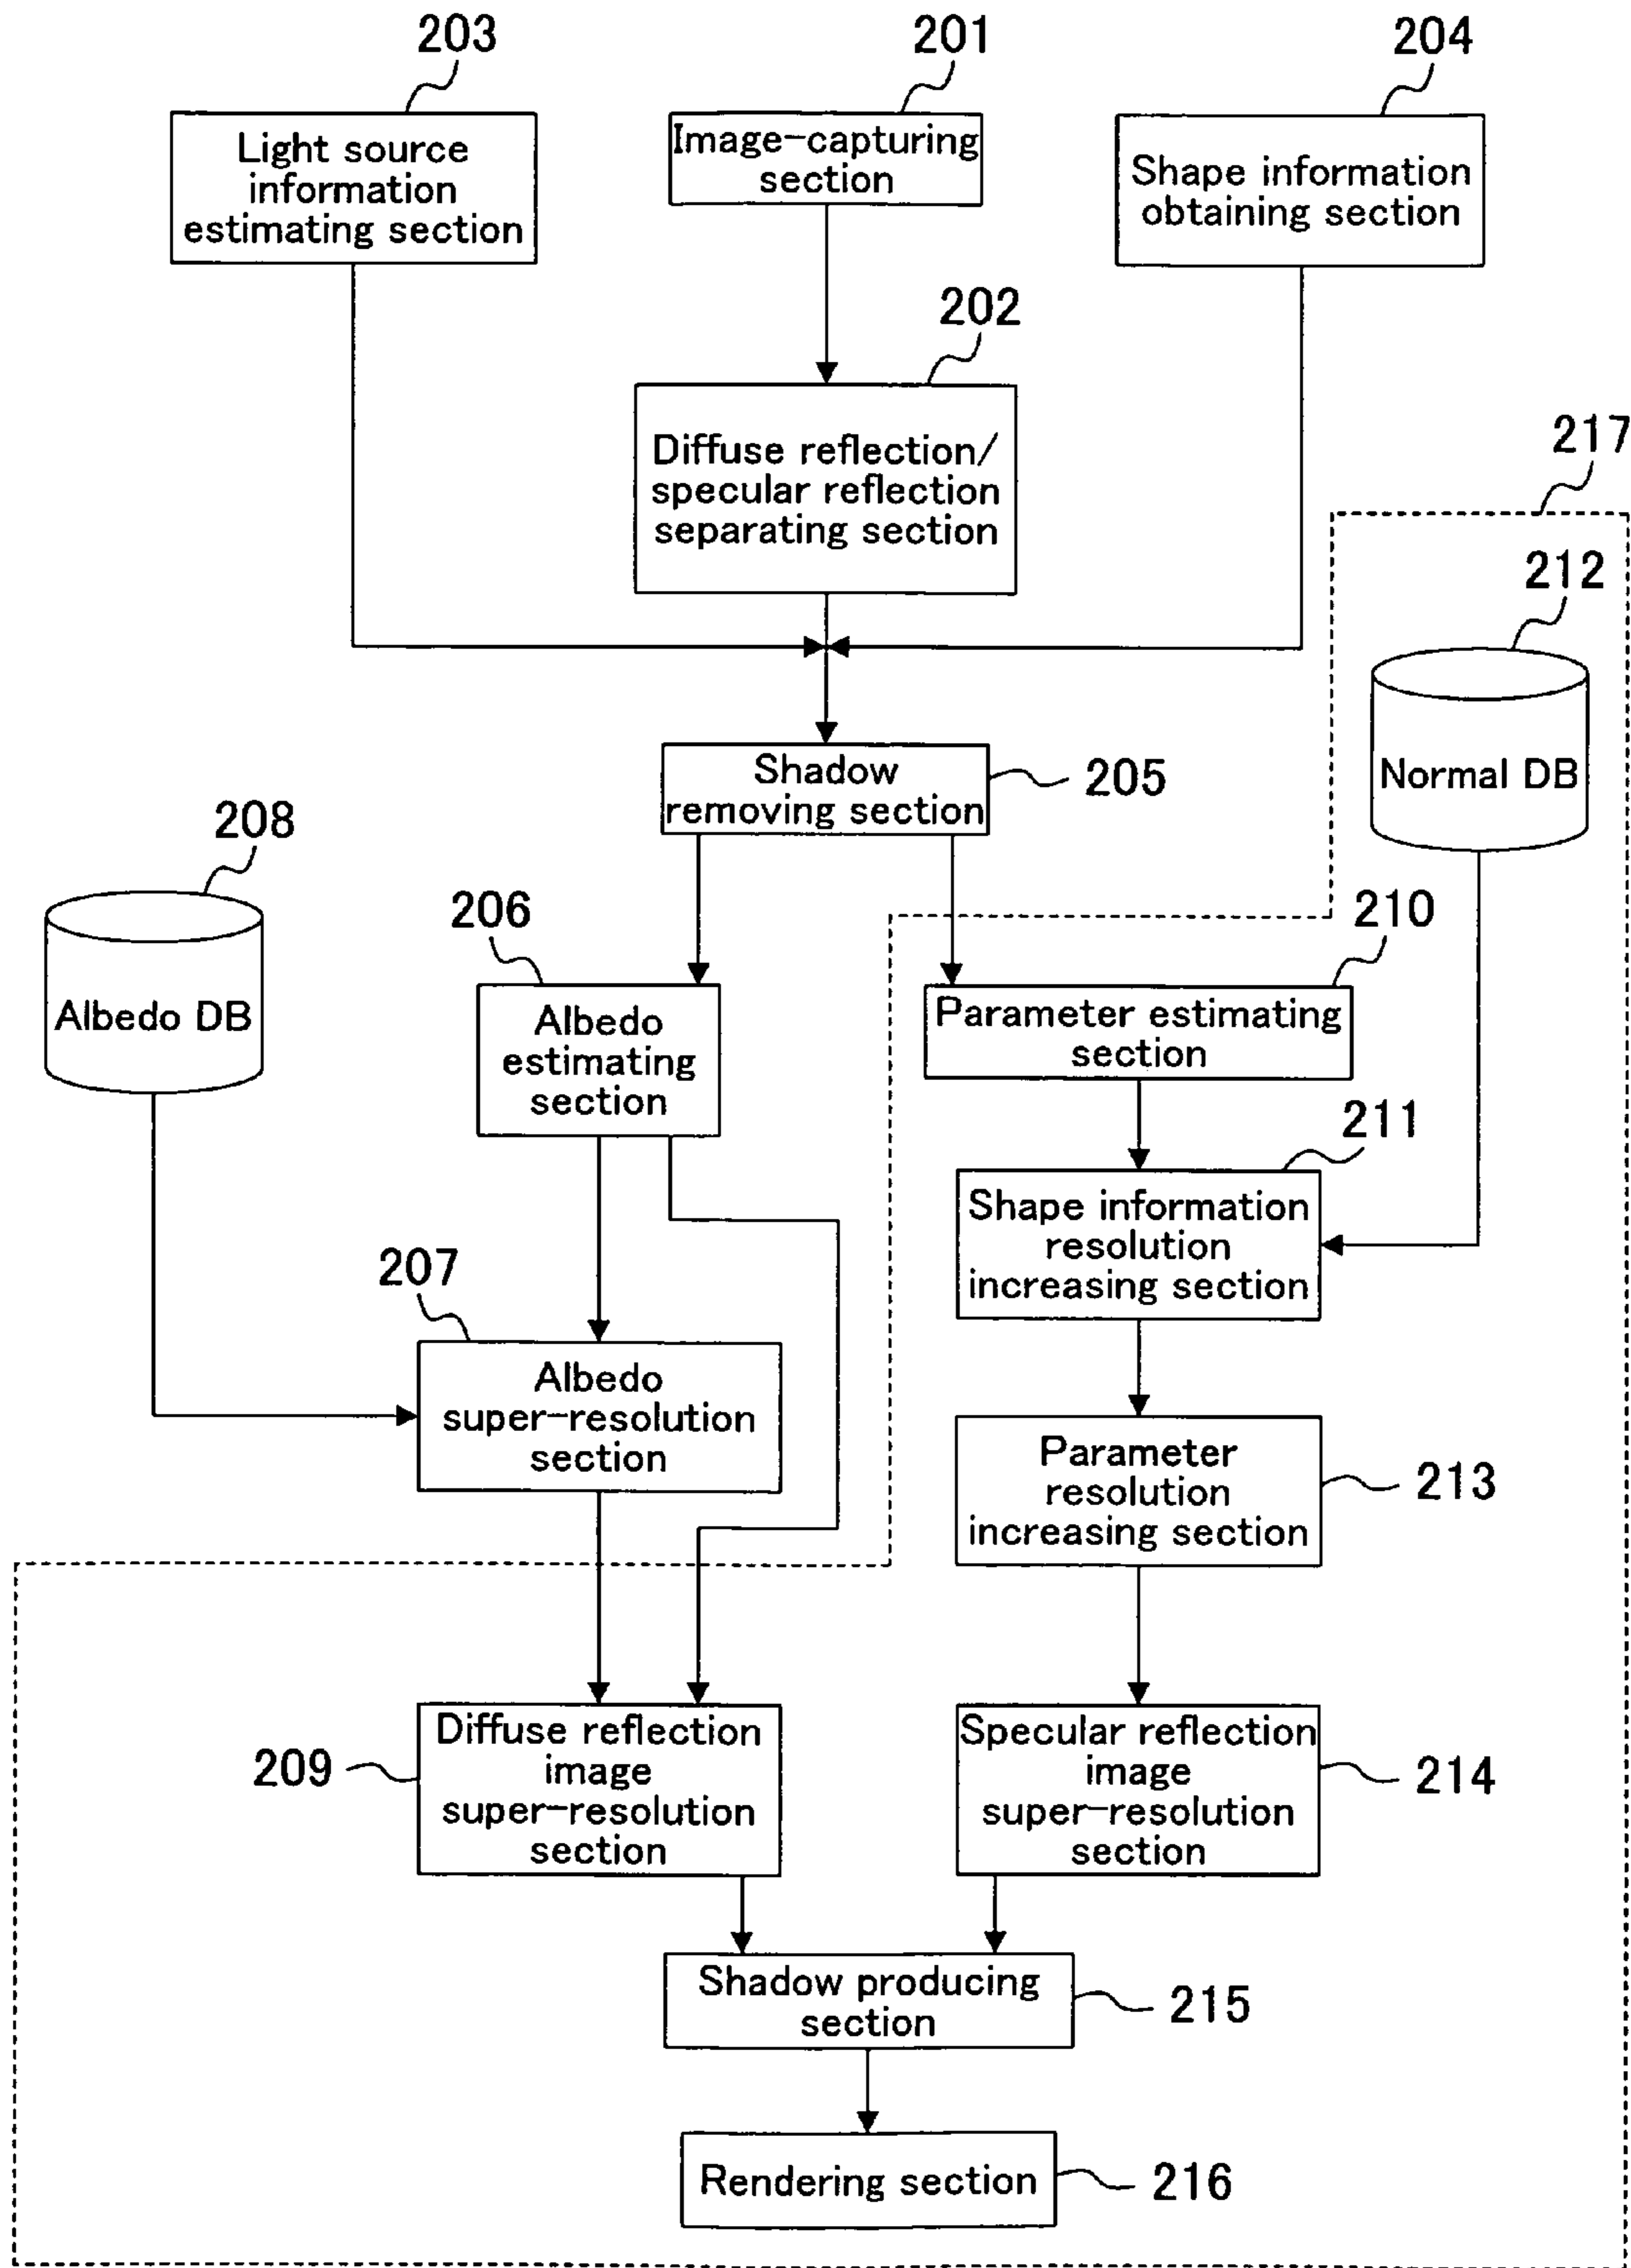 203
201
204
Light source
information
estimating section
Image-capturing
section
Shape information
obtaining section
202
Diffuse reflection/
specular reflection
separating section
217
212
Normal DB
Shadow
removing section
205
208
Albedo DB
206
Albedo
estimating
section
210
Parameter estimating
section
211
Shape information
resolution
increasing section
207
Albedo
super-resolution
section
Parameter
resolution
increasing section
213
209
Diffuse reflection
image
super-resolution
section
Specular reflection
image
super-resolution
section
214
Shadow producing
section
215
Rendering section
216